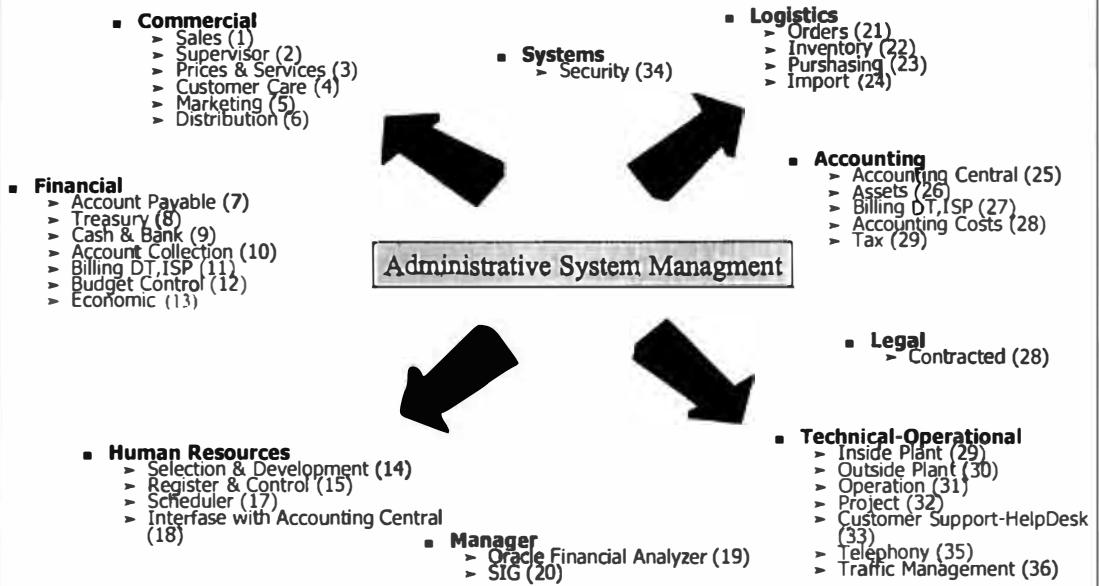 Commercial
Sales (1)
Supervisor (2)
Prices & Services (3)
Customer Care (4)
Marketing (5)
Distribution (6)
Systems
Security (34)
Logistics
Orders (21)
Inventory (22)
Purshasing (23)
Import (24)
Financial
Account Payable (7)
Treasury (8)
Cash & Bank (9)
Account Collection (10)
Billing DT,ISP (11)
Budget Control (12)
Economic (13)
Accounting
Accounting Central (25)
Assets (26)
Billing DT,ISP (27)
Accounting Costs (28)
Tax (29)
Administrative System Managment
Legal
Contracted (28)
Human Resources
Selection & Development (14)
Register & Control (15)
Scheduler (17)
Interfase with Accounting Central
(18)
Manager
Oracle Financial Analyzer (19)
SIG (20)
Technical-Operational
Inside Plant (29)
Outside Plant (30)
Operation (31)
Project (32)
Customer Support-HelpDesk
(33)
Telephony (35)
Traffic Management (36)